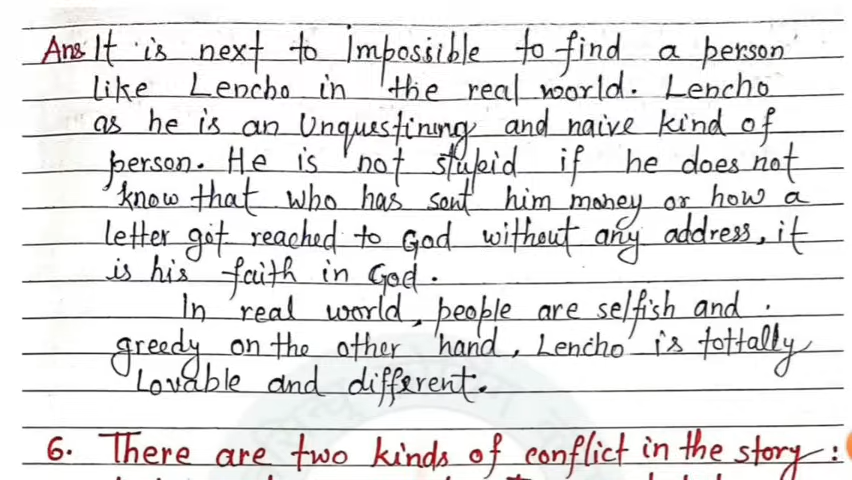 Ans It is next to impossible to find a person
like Lencho in the real world. Lencho
as he is an Unquestining and naive kind of
person. He is not stupid if he does not
know that who has sent him money or how a
letter got reached to God without any address, it
is his faith in God.
In real world, people are selfish and
greedy on the other hand, Lencho is tottally
Lovable and different.
6. There are two kinds of conflict in the story: